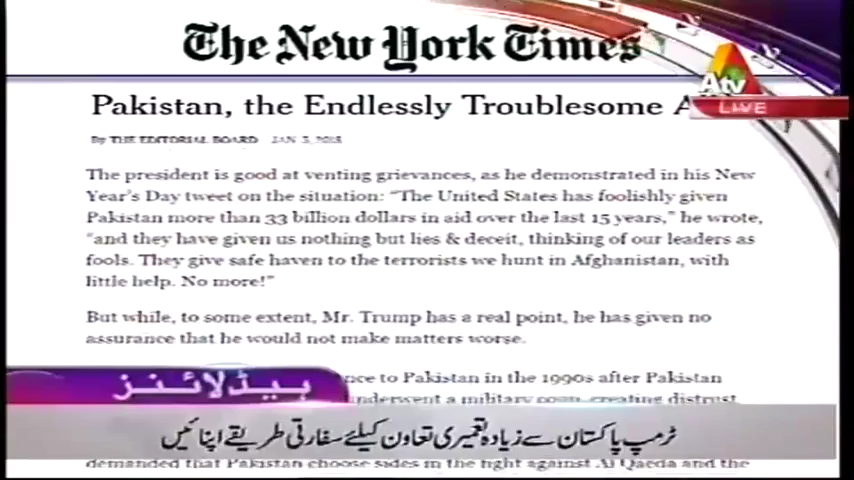 The New York Times
Pakistan, the Endlessly Troublesome A
Atv
LIVE
By THE EDITORIAL BOARD JAN 5, 2018
The president is good at venting grievances, as he demonstrated in his New
Year's Day tweet on the situation: “The United States has foolishly given
Pakistan more than 33 billion dollars in aid over the last 15 years,” he wrote,
“and they have given us nothing but lies & deceit, thinking of our leaders as
fools. They give safe haven to the terrorists we hunt in Afghanistan, with
little help. No more!”
But while, to some extent, Mr. Trump has a real point, he has given no
assurance that he would not make matters worse.
to Pakistan in the 1990s after Pakistan
underwent a military coup, creating distrust
ہیڈلائنز
ٹرمپ پاکستان سے زیادہ تعمیری تعاون کیلئے سفارتی طریقے اپنائیں
demanded that Pakistan choose sides in the fight against Al Qaeda and the